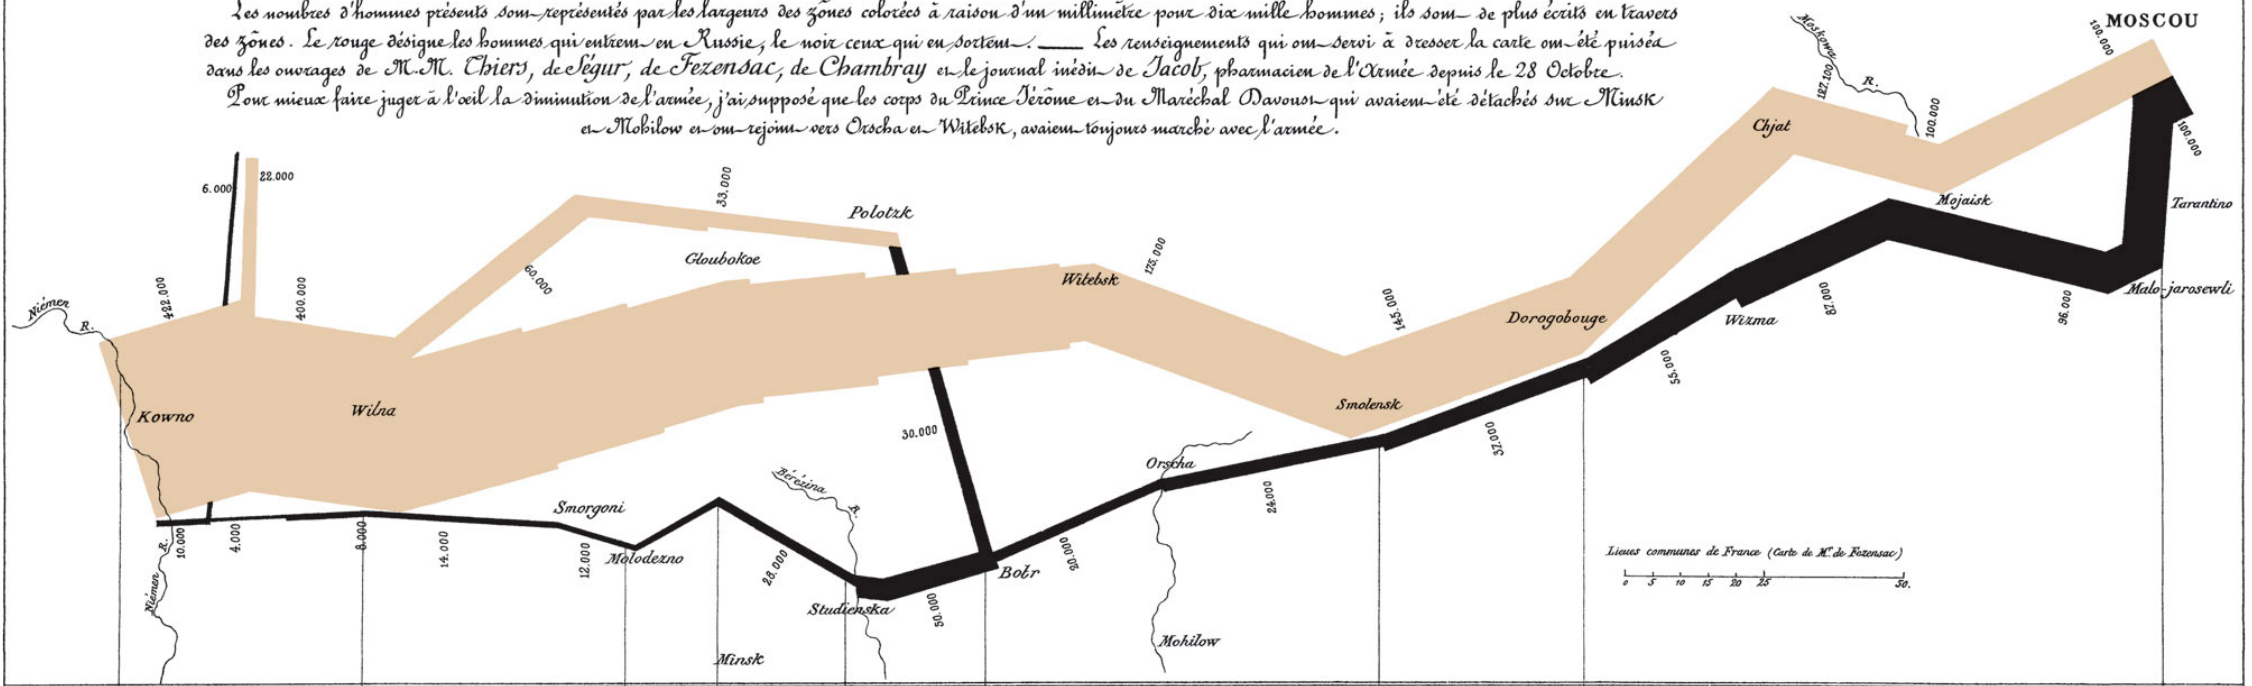 Les nombres d'hommes présents sont représentés par les largeurs des zônes colorées à raison d'un millimètre pour dix mille hommes; ils sont de plus écrits en travers
des zônes. Le rouge désigne les hommes qui entrent en Russie, le noir ceux qui en sortent. — Les renseignements qui ont servi à dresser la carte ont été puisés
dans les ouvrages de M.M. Thiers, de Ségur, de Fezensac, de Chambray et le journal inédit de Jacob, pharmacien de l'Armée depuis le 28 Octobre.
Pour mieux faire juger à l'œil la diminution de l'armée, j'ai supposé que les corps du Prince Jérôme et du Maréchal Davoust qui avaient été détachés sur Minsk
et Mohilow et ont rejoint vers Orscha et Witebsk, avaient toujours marché avec l'armée.
MOSCOU
100.000
Moskowa
R.
127.100
100.000
Chjat
100.000
Mojaisk
Tarantino
Malo-jarosewli
6.000
22.000
33.000
Polotzk
Gloubokoe
60.000
175.000
Witebsk
422.000
400.000
Niémen
R.
145.000
Dorogobouge
Wizma
87.000
96.000
55.000
Kowno
Wilna
Smolensk
30.000
37.000
Orscha
Bérézina
R.
24.000
Smorgoni
10.000
4.000
8.000
14.000
12.000
Molodezno
28.000
20.000
Bobr
Studienska
50.000
R.
Niémen
Lieues communes de France (Carte de M. de Fezensac)
0 5 10 15 20 25 50.
Mohilow
Minsk